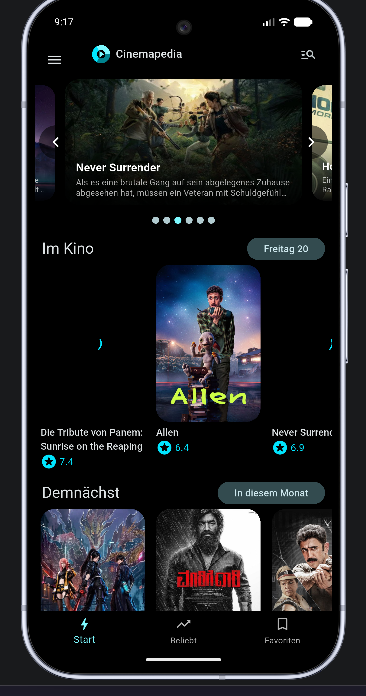 9:17
Cinemapedia
Never Surrender
Als es eine brutale Gang auf sein abgelegenes Zuhause
abgesehen hat, müssen ein Veteran mit Schuldgefühl...
Im Kino
Freitag 20
Allen
Die Tribute von Panem:
Sunrise on the Reaping
7.4
Allen
6.4
Never Surrend
6.9
Demnächst
In diesem Monat
Start
Beliebt
Favoriten